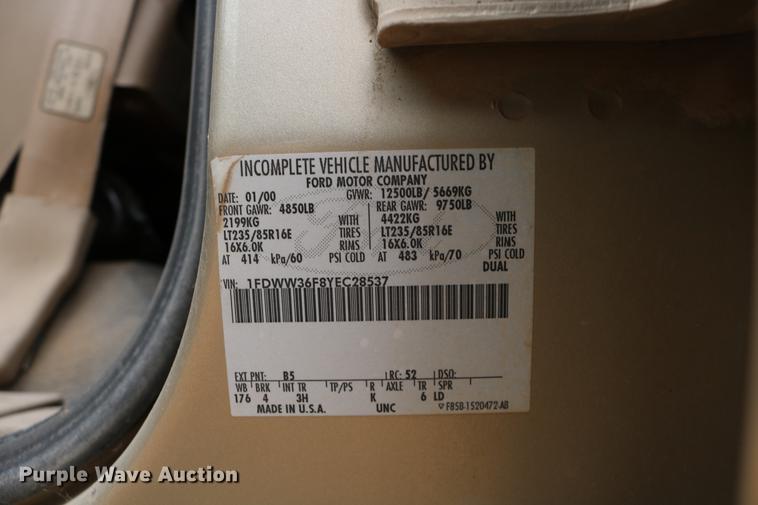 INCOMPLETE VEHICLE MANUFACTURED BY
FORD MOTOR COMPANY
DATE: 01/00 GVWR: 12500LB/ 5669KG
FRONT GAWR: 4850LB REAR GAWR: 9750LB
2199KG WITH 4422KG WITH
LT235/85R16E TIRES LT235/85R16E TIRES
16X6.0K RIMS 16X6.0K RIMS
AT 414 kPa/60 PSI COLD AT 483 kPa/70 PSI COLD
DUAL
VIN: 1FDWW36F8YEC28537
EXT PNT: B5 RC: 52 DSO:
WB BRK INT TR TP/PS R AXLE TR SPR
176 4 3H K 6 LD
MADE IN U.S.A. UNC F85B-1520472-AB
Purple Wave Auction